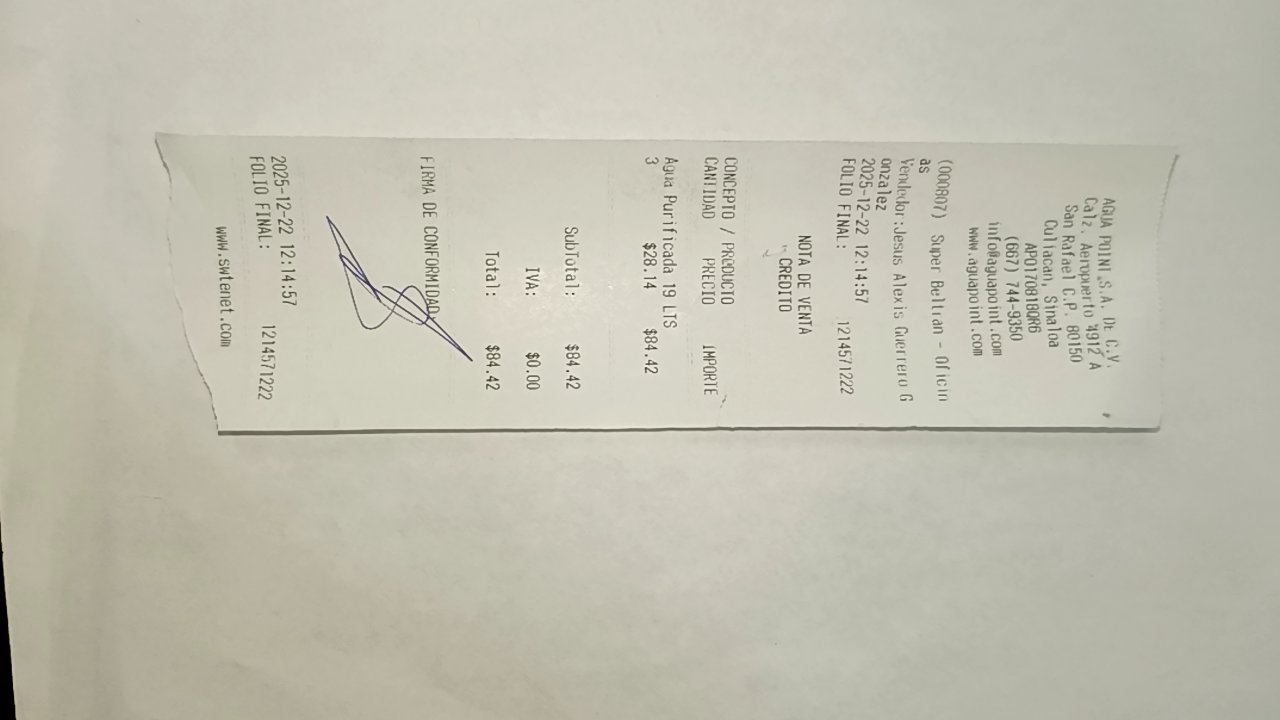 AGUA POINT S.A. DE C.V.
Calz. Aeropuerto 4912 A
San Rafael C.P. 80150
Culiacan, Sinaloa
APO170818QR6
(667) 744-9350
info@aguapoint.com
www.aguapoint.com
(000807) Super Beltran - Oficin
as
Vendedor:Jesus Alexis Guerrero G
onzalez
2025-12-22 12:14:57
FOLIO FINAL: 1214571222
NOTA DE VENTA
CREDITO
CONCEPTO / PRODUCTO
CANTIDAD PRECIO IMPORTE
Agua Purificada 19 LTS
3 $28.14 $84.42
SubTotal: $84.42
IVA: $0.00
Total: $84.42
FIRMA DE CONFORMIDAD
2025-12-22 12:14:57
FOLIO FINAL: 1214571222
www.swtenet.com